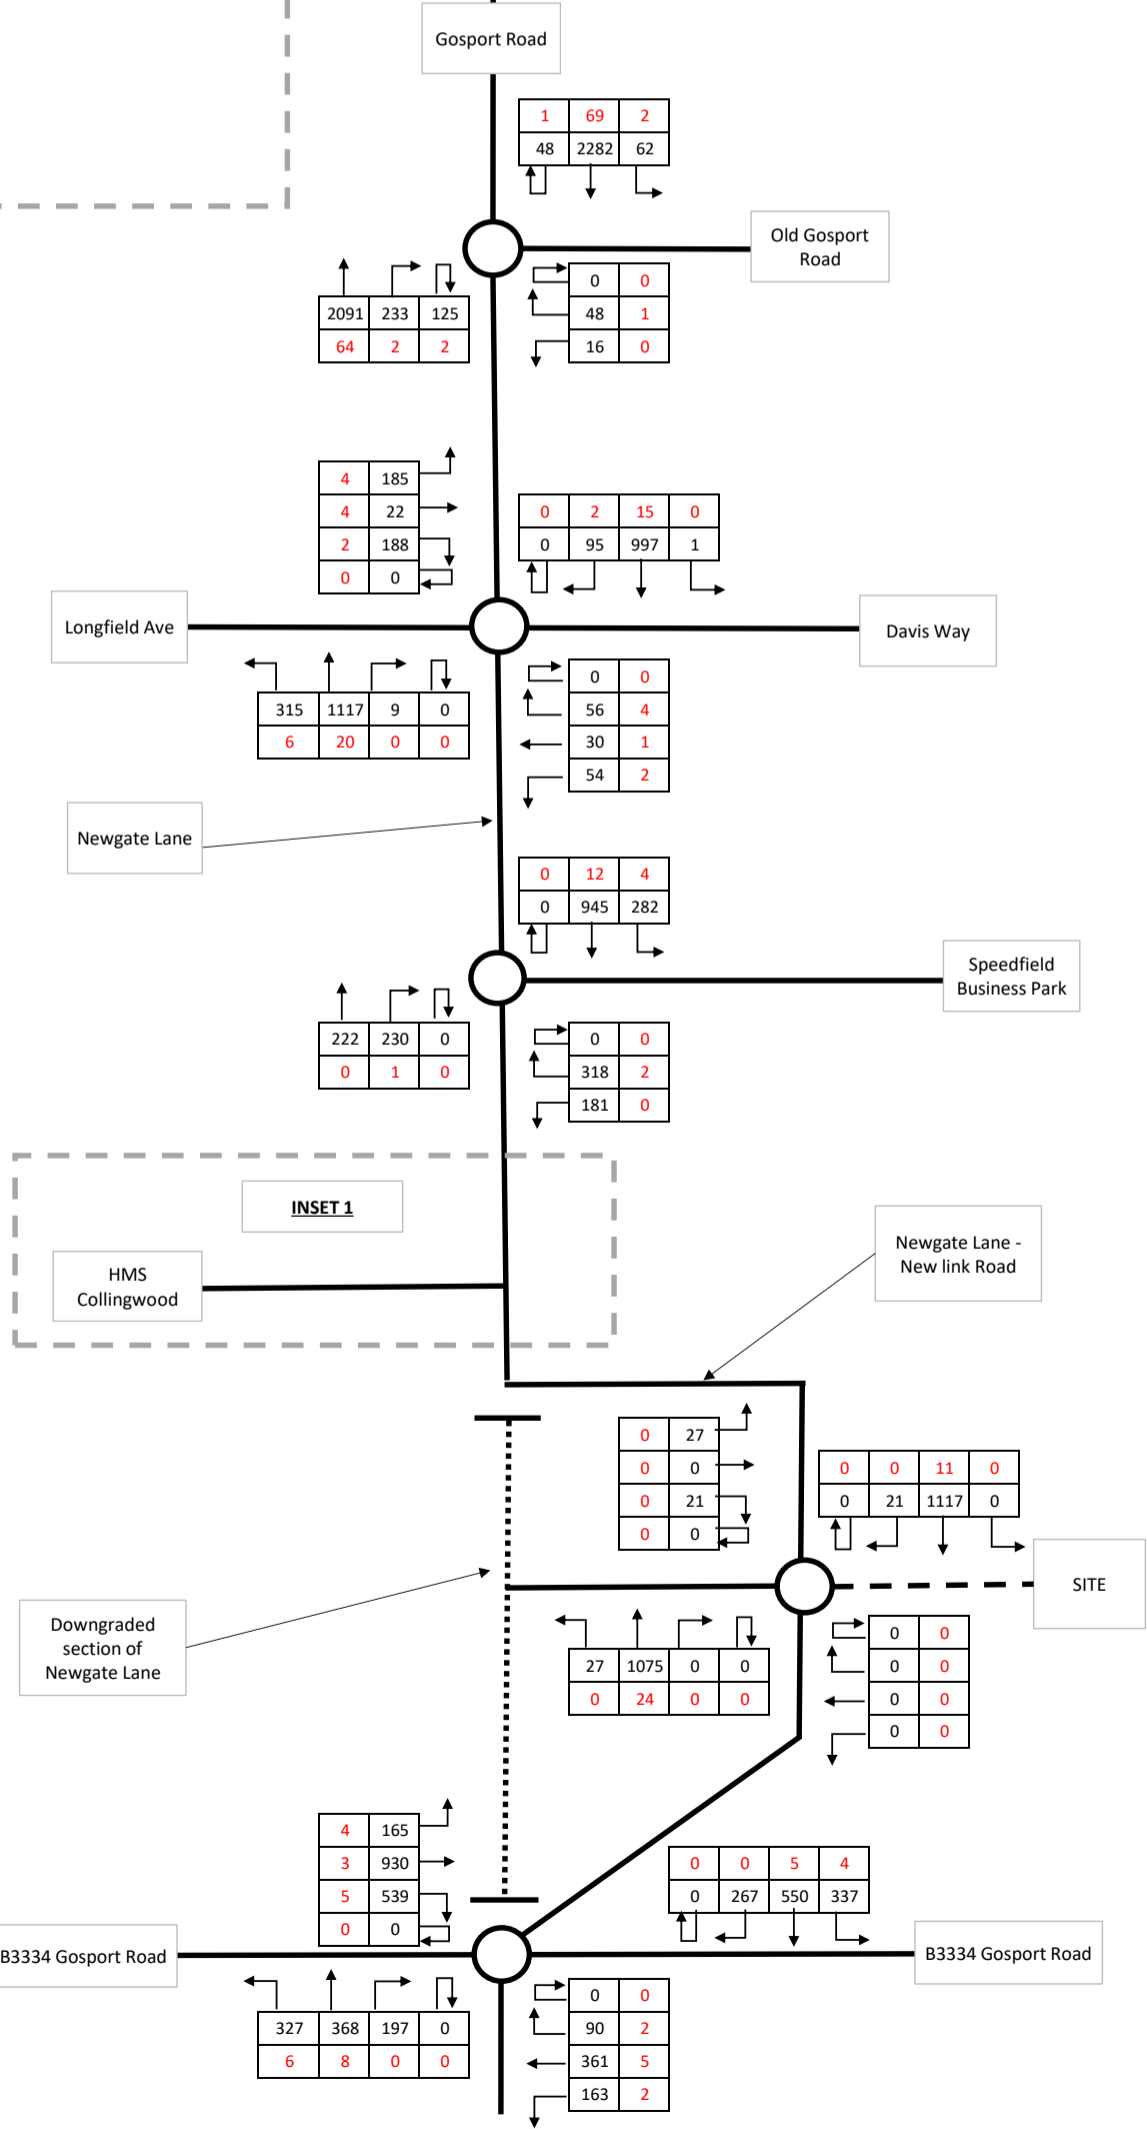 Gosport Road
1 69 2
48 2282 62
Old Gosport
Road
0 0
48 1
16 0
2091 233 125
64 2 2
4 185
4 22
2 188
0 0
0 2 15 0
0 95 997 1
Longfield Ave
Davis Way
315 1117 9 0
6 20 0 0
0 0
56 4
30 1
54 2
Newgate Lane
0 12 4
0 945 282
Speedfield
Business Park
222 230 0
0 1 0
0 0
318 2
181 0
INSET 1
HMS
Collingwood
Newgate Lane -
New link Road
0 27
0 0
0 21
0 0
0 0 11 0
0 21 1117 0
SITE
Downgraded
section of
Newgate Lane
27 1075 0 0
0 24 0 0
0 0
0 0
0 0
0 0
4 165
3 930
5 539
0 0
0 0 5 4
0 267 550 337
B3334 Gosport Road
B3334 Gosport Road
327 368 197 0
6 8 0 0
0 0
90 2
361 5
163 2